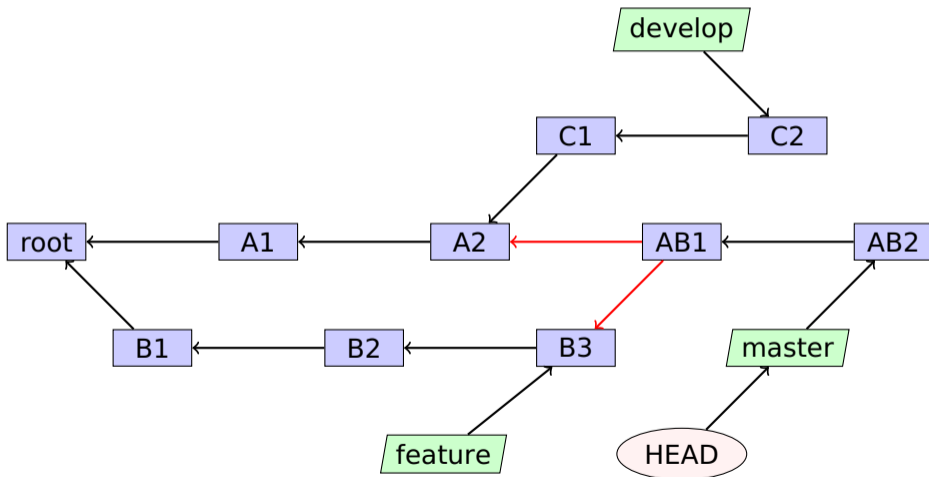 develop
C1 C2
root A1 A2 AB1 AB2
B1 B2 B3 master
feature HEAD